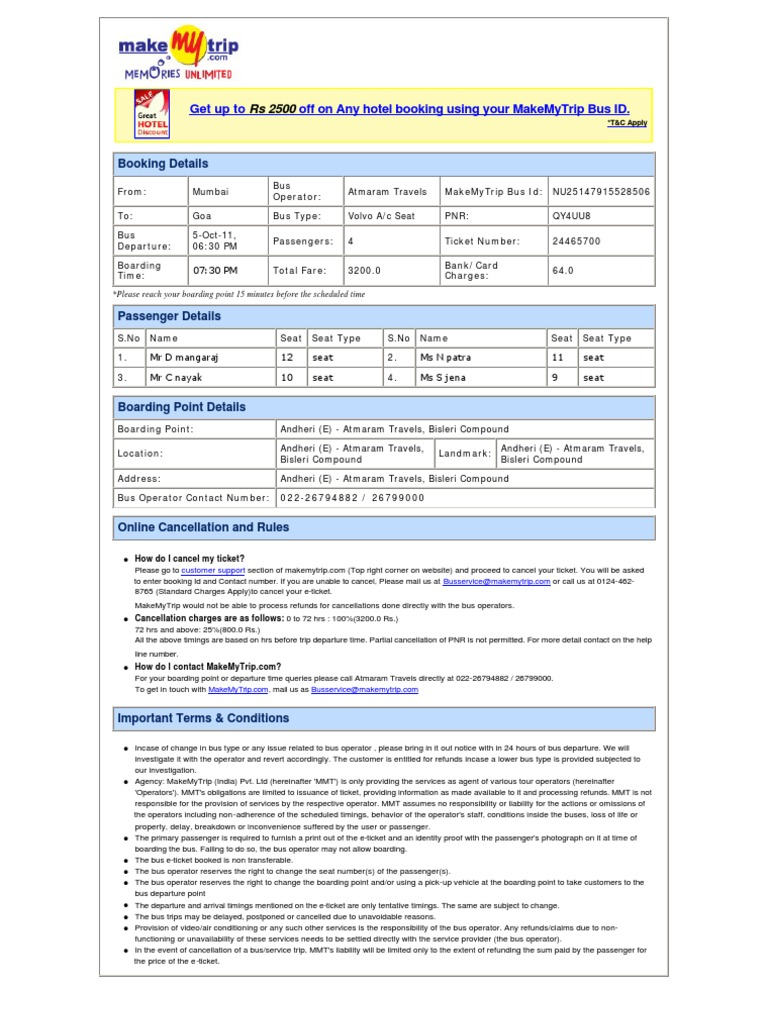 make my trip
.com
MEMORIES UNLIMITED
SALE
Great
HOTEL
Discount
Get up to Rs 2500 off on Any hotel booking using your MakeMyTrip Bus ID.
*T&C Apply
Booking Details
From: Mumbai Bus Operator: Atmaram Travels MakeMyTrip Bus Id: NU25147915528506
To: Goa Bus Type: Volvo A/c Seat PNR: QY4UU8
Bus Departure: 5-Oct-11, 06:30 PM Passengers: 4 Ticket Number: 24465700
Boarding Time: 07:30 PM Total Fare: 3200.0 Bank/ Card Charges: 64.0
*Please reach your boarding point 15 minutes before the scheduled time
Passenger Details
S.No Name Seat Seat Type S.No Name Seat Seat Type
1. Mr D mangaraj 12 seat 2. Ms N patra 11 seat
3. Mr C nayak 10 seat 4. Ms S jena 9 seat
Boarding Point Details
Boarding Point: Andheri (E) - Atmaram Travels, Bisleri Compound
Location: Andheri (E) - Atmaram Travels, Bisleri Compound Landmark: Andheri (E) - Atmaram Travels, Bisleri Compound
Address: Andheri (E) - Atmaram Travels, Bisleri Compound
Bus Operator Contact Number: 022-26794882 / 26799000
Online Cancellation and Rules
● How do I cancel my ticket?
Please go to customer support section of makemytrip.com (Top right corner on website) and proceed to cancel your ticket. You will be asked
to enter booking Id and Contact number. If you are unable to cancel, Please mail us at Busservice@makemytrip.com or call us at 0124-462-
8765 (Standard Charges Apply)to cancel your e-ticket.
MakeMyTrip would not be able to process refunds for cancellations done directly with the bus operators.
● Cancellation charges are as follows: 0 to 72 hrs : 100%(3200.0 Rs.)
72 hrs and above: 25%(800.0 Rs.)
All the above timings are based on hrs before trip departure time. Partial cancellation of PNR is not permitted. For more detail contact on the help
line number.
● How do I contact MakeMyTrip.com?
For your boarding point or departure time queries please call Atmaram Travels directly at 022-26794882 / 26799000.
To get in touch with MakeMyTrip.com, mail us as Busservice@makemytrip.com
Important Terms & Conditions
● Incase of change in bus type or any issue related to bus operator , please bring in it out notice with in 24 hours of bus departure. We will
investigate it with the operator and revert accordingly. The customer is entitled for refunds incase a lower bus type is provided subjected to
our investigation.
● Agency: MakeMyTrip (India) Pvt. Ltd (hereinafter 'MMT') is only providing the services as agent of various tour operators (hereinafter
'Operators'). MMT's obligations are limited to issuance of ticket, providing information as made available to it and processing refunds. MMT is not
responsible for the provision of services by the respective operator. MMT assumes no responsibility or liability for the actions or omissions of
the operators including non-adherence of the scheduled timings, behavior of the operator's staff, conditions inside the buses, loss of life or
property, delay, breakdown or inconvenience suffered by the user or passenger.
● The primary passenger is required to furnish a print out of the e-ticket and an identity proof with the passenger's photograph on it at time of
boarding the bus. Failing to do so, the bus operator may not allow boarding.
● The bus e-ticket booked is non transferable.
● The bus operator reserves the right to change the seat number(s) of the passenger(s).
● The bus operator reserves the right to change the boarding point and/or using a pick-up vehicle at the boarding point to take customers to the
bus departure point
● The departure and arrival timings mentioned on the e-ticket are only tentative timings. The same are subject to change.
● The bus trips may be delayed, postponed or cancelled due to unavoidable reasons.
● Provision of video/air conditioning or any such other services is the responsibility of the bus operator. Any refunds/claims due to non-
functioning or unavailability of these services needs to be settled directly with the service provider (the bus operator).
● In the event of cancellation of a bus/service trip, MMT's liability will be limited only to the extent of refunding the sum paid by the passenger for
the price of the e-ticket.